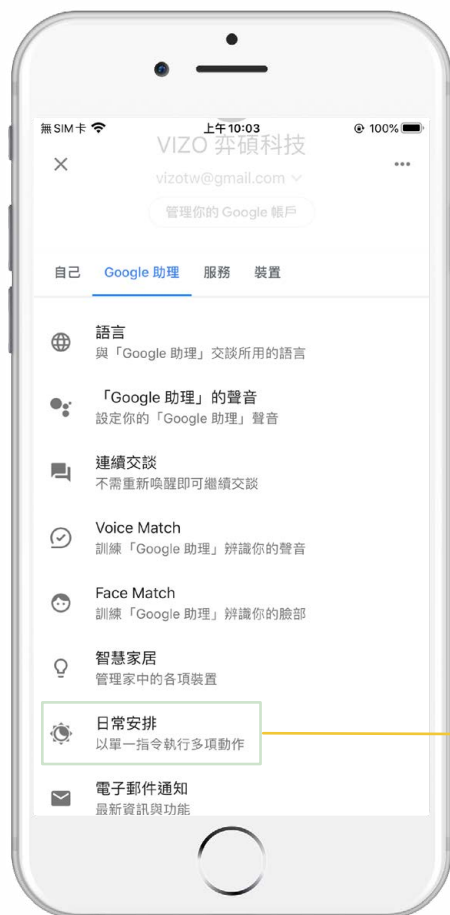 無SIM卡 上午10:03 100%
VIZO 弈碩科技
vizotw@gmail.com
管理你的 Google 帳戶
自己 Google 助理 服務 裝置
語言
與「Google 助理」交談所用的語言
「Google 助理」的聲音
設定你的「Google 助理」聲音
連續交談
不需重新喚醒即可繼續交談
Voice Match
訓練「Google 助理」辨識你的聲音
Face Match
訓練「Google 助理」辨識你的臉部
智慧家居
管理家中的各項裝置
日常安排
以單一指令執行多項動作
電子郵件通知
最新資訊與功能